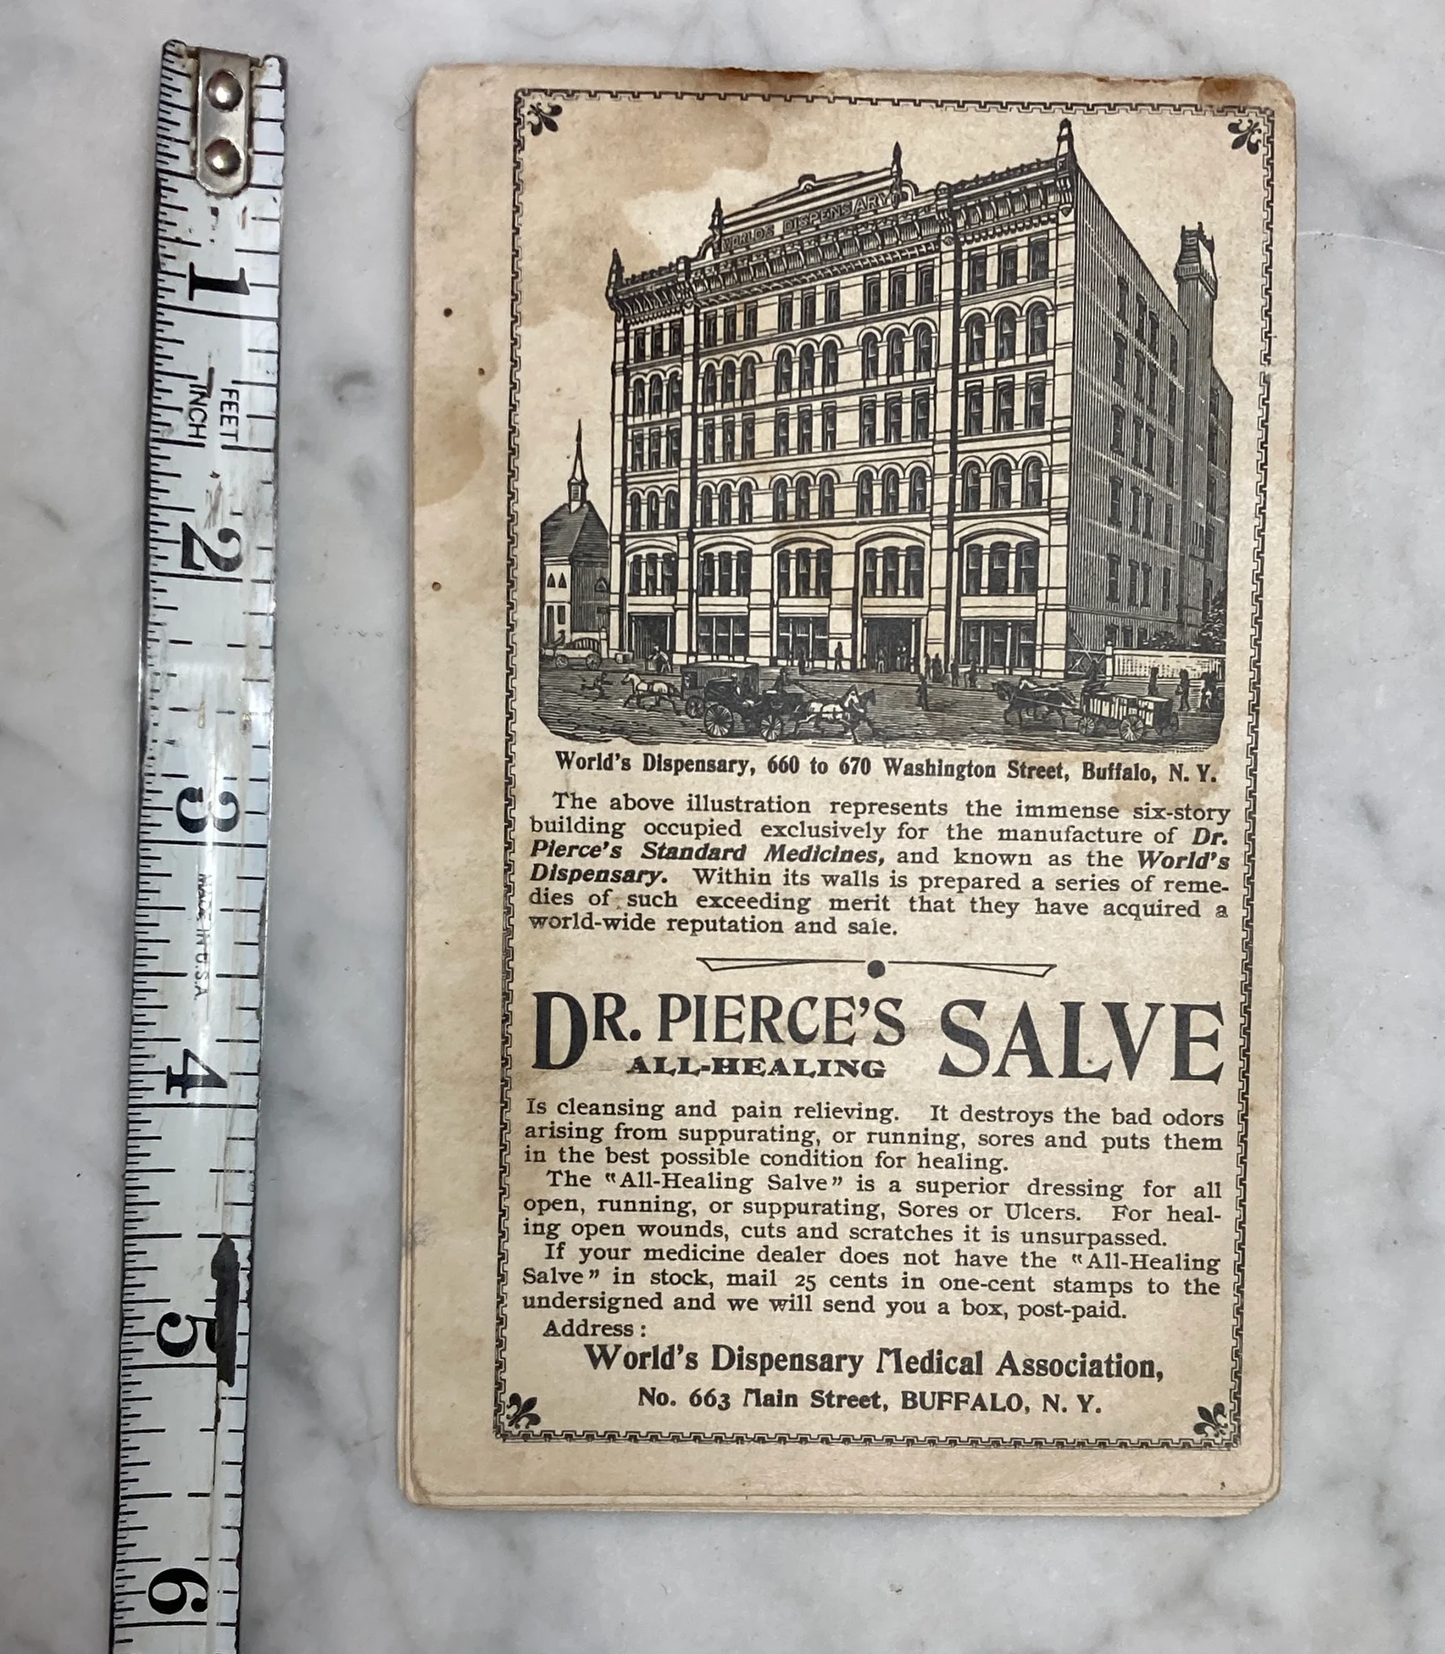 1
INCH FEET
2
3
MADE IN U.S.A.
4
5
6
WORLD'S DISPENSARY
World's Dispensary, 660 to 670 Washington Street, Buffalo, N. Y.
The above illustration represents the immense six-story
building occupied exclusively for the manufacture of Dr.
Pierce's Standard Medicines, and known as the World's
Dispensary. Within its walls is prepared a series of reme-
dies of such exceeding merit that they have acquired a
world-wide reputation and sale.
DR. PIERCE'S SALVE
ALL-HEALING
Is cleansing and pain relieving. It destroys the bad odors
arising from suppurating, or running, sores and puts them
in the best possible condition for healing.
The "All-Healing Salve" is a superior dressing for all
open, running, or suppurating, Sores or Ulcers. For heal-
ing open wounds, cuts and scratches it is unsurpassed.
If your medicine dealer does not have the "All-Healing
Salve" in stock, mail 25 cents in one-cent stamps to the
undersigned and we will send you a box, post-paid.
Address:
World's Dispensary Medical Association,
No. 663 Main Street, BUFFALO, N. Y.